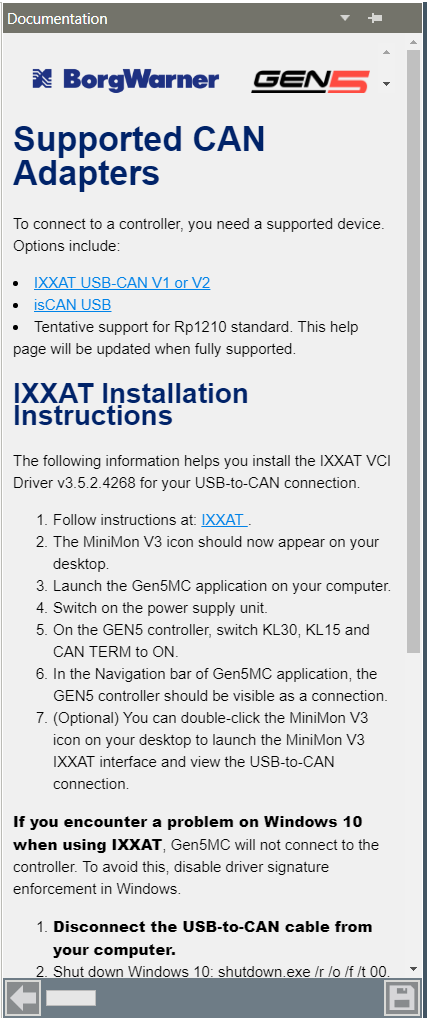 Documentation
BorgWarner GEN5
Supported CAN
Adapters
To connect to a controller, you need a supported device.
Options include:
• IXXAT USB-CAN V1 or V2
• isCAN USB
• Tentative support for Rp1210 standard. This help
page will be updated when fully supported.
IXXAT Installation
Instructions
The following information helps you install the IXXAT VCI
Driver v3.5.2.4268 for your USB-to-CAN connection.
1. Follow instructions at: IXXAT .
2. The MiniMon V3 icon should now appear on your
desktop.
3. Launch the Gen5MC application on your computer.
4. Switch on the power supply unit.
5. On the GEN5 controller, switch KL30, KL15 and
CAN TERM to ON.
6. In the Navigation bar of Gen5MC application, the
GEN5 controller should be visible as a connection.
7. (Optional) You can double-click the MiniMon V3
icon on your desktop to launch the MiniMon V3
IXXAT interface and view the USB-to-CAN
connection.
If you encounter a problem on Windows 10
when using IXXAT, Gen5MC will not connect to the
controller. To avoid this, disable driver signature
enforcement in Windows.
1. Disconnect the USB-to-CAN cable from
your computer.
2. Shut down Windows 10: shutdown.exe /r /o /f /t 00.